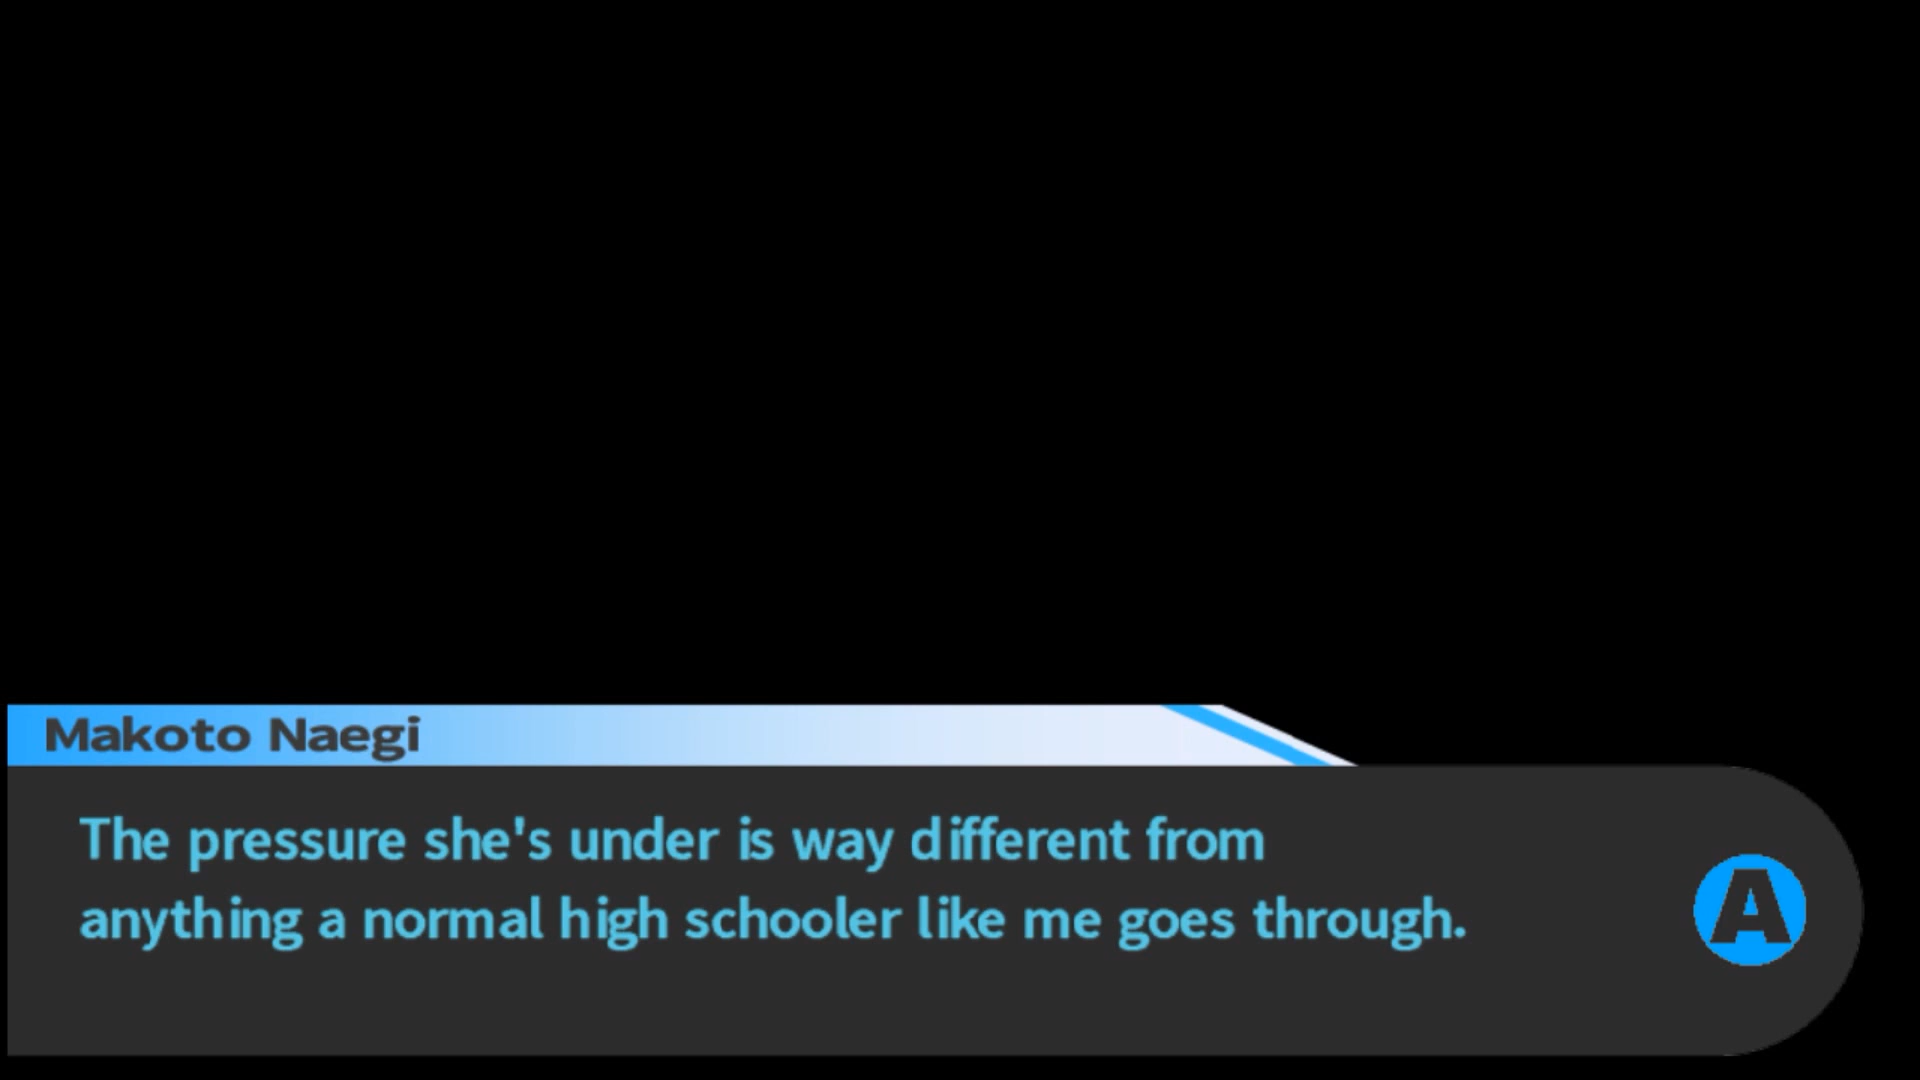 Makoto Naegi
The pressure she's under is way different from
anything a normal high schooler like me goes through.
A